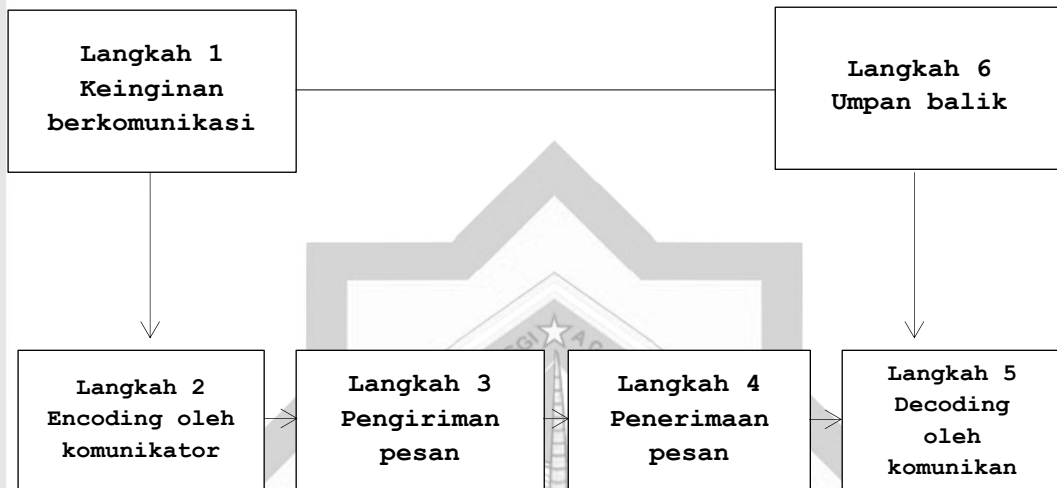 Langkah 1
Keinginan
berkomunikasi
Langkah 6
Umpan balik
Langkah 2
Encoding oleh
komunikator
Langkah 3
Pengiriman
pesan
Langkah 4
Penerimaan
pesan
Langkah 5
Decoding
oleh
komunikan